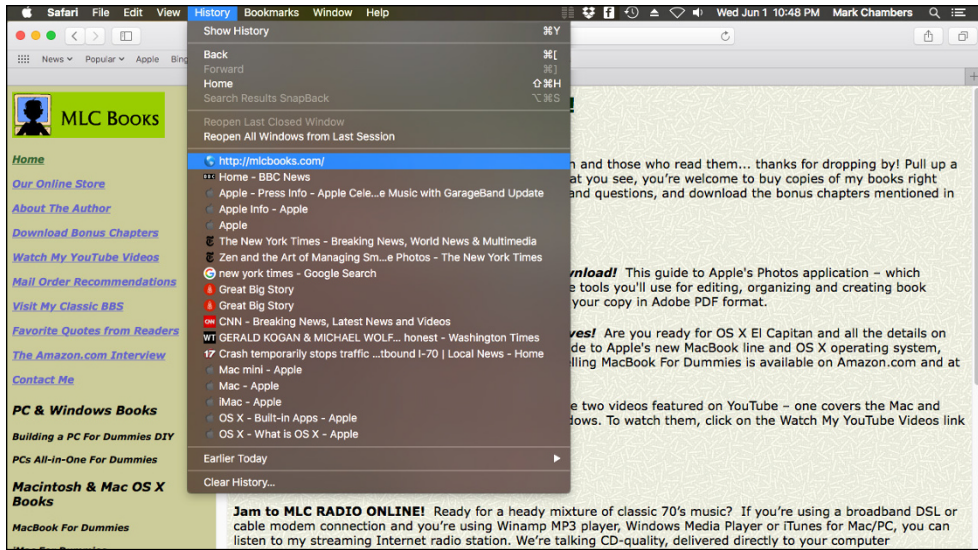 Safari File Edit View History Bookmarks Window Help Wed Jun 1 10:48 PM Mark Chambers
News Popular Apple Bing
Show History ⌘Y
Back ⌘[
Forward ⌘]
Home ⇧⌘H
Search Results SnapBack ⌥⌘S
Reopen Last Closed Window
Reopen All Windows from Last Session
http://mlcbooks.com/
BBC Home - BBC News
Apple - Press Info - Apple Cele...e Music with GarageBand Update
Apple Info - Apple
Apple
The New York Times - Breaking News, World News & Multimedia
Zen and the Art of Managing Sm...e Photos - The New York Times
new york times - Google Search
Great Big Story
Great Big Story
CNN - Breaking News, Latest News and Videos
WT GERALD KOGAN & MICHAEL WOLF... honest - Washington Times
17 Crash temporarily stops traffic ...tbound I-70 | Local News - Home
Mac mini - Apple
Mac - Apple
iMac - Apple
OS X - Built-in Apps - Apple
OS X - What is OS X - Apple
Earlier Today
Clear History...
MLC BOOKS
Home
Our Online Store
About The Author
Download Bonus Chapters
Watch My YouTube Videos
Mail Order Recommendations
Visit My Classic BBS
Favorite Quotes from Readers
The Amazon.com Interview
Contact Me
PC & Windows Books
Building a PC For Dummies DIY
PCs All-in-One For Dummies
Macintosh & Mac OS X
Books
MacBook For Dummies
n and those who read them... thanks for dropping by! Pull up a
at you see, you're welcome to buy copies of my books right
and questions, and download the bonus chapters mentioned in
wnload! This guide to Apple's Photos application – which
e tools you'll use for editing, organizing and creating book
your copy in Adobe PDF format.
ves! Are you ready for OS X El Capitan and all the details on
de to Apple's new MacBook line and OS X operating system,
lling MacBook For Dummies is available on Amazon.com and at
e two videos featured on YouTube – one covers the Mac and
dows. To watch them, click on the Watch My YouTube Videos link
Jam to MLC RADIO ONLINE! Ready for a heady mixture of classic 70's music? If you're using a broadband DSL or
cable modem connection and you're using Winamp MP3 player, Windows Media Player or iTunes for Mac/PC, you can
listen to my streaming Internet radio station. We're talking CD-quality, delivered directly to your computer